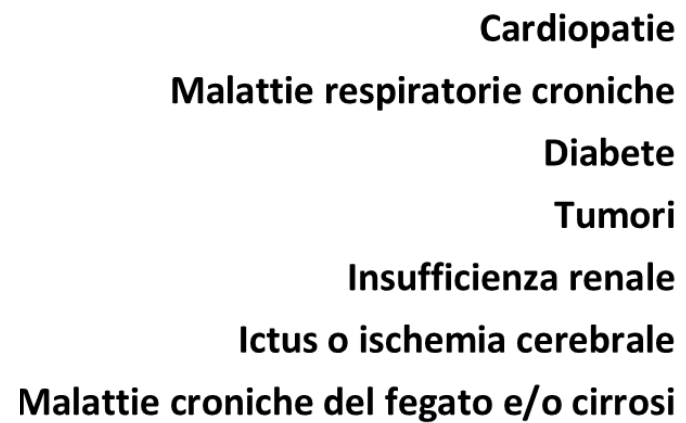 Cardiopatie
Malattie respiratorie croniche
Diabete
Tumori
Insufficienza renale
Ictus o ischemia cerebrale
Malattie croniche del fegato e/o cirrosi